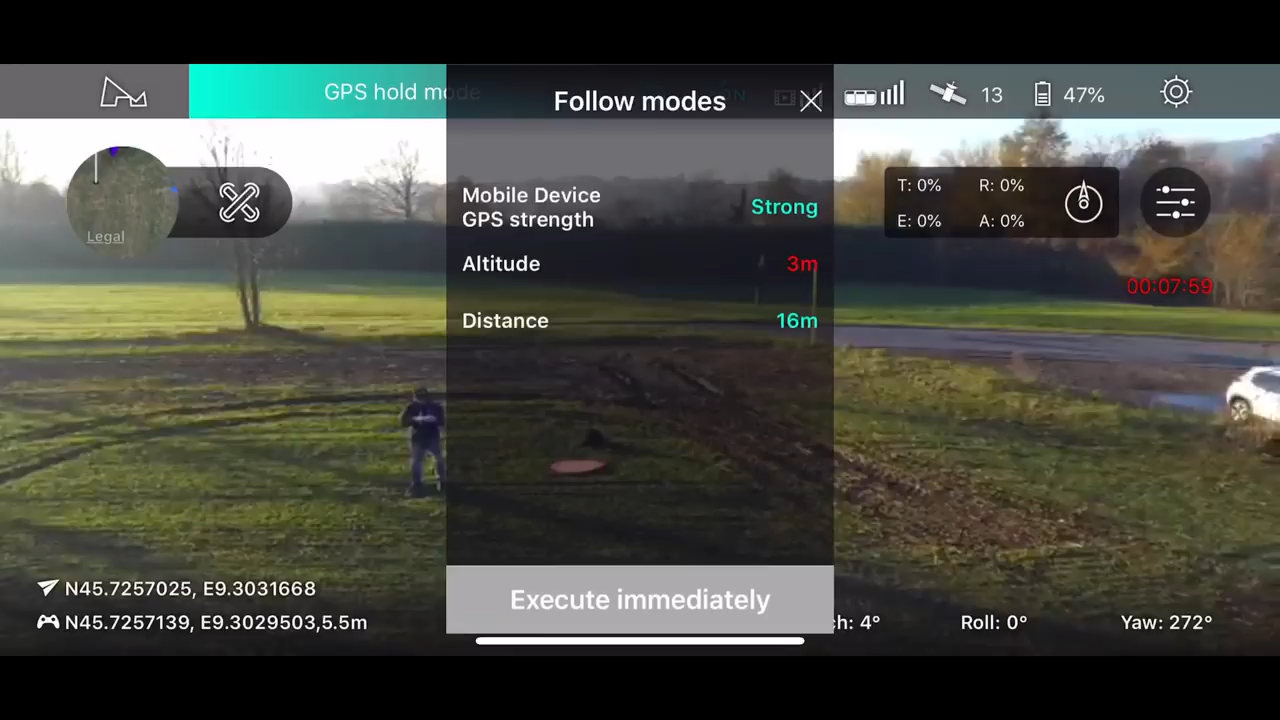 GPS hold mode
Follow modes
13
47%
Legal
T: 0%
R: 0%
E: 0%
A: 0%
00:07:59
Mobile Device
GPS strength
Strong
Altitude
3m
Distance
16m
Execute immediately
N45.7257025, E9.3031668
N45.7257139, E9.3029503,5.5m
ch: 4°
Roll: 0°
Yaw: 272°